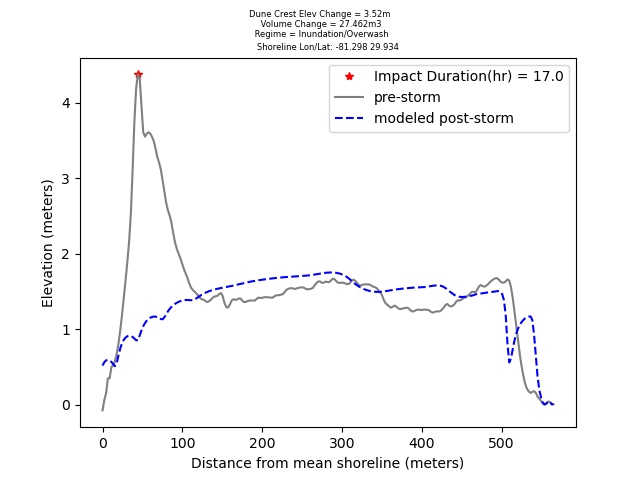 Dune Crest Elev Change = 3.52m
Volume Change = 27.462m3
Regime = Inundation/Overwash
Shoreline Lon/Lat: -81.298 29.934
Impact Duration(hr) = 17.0
pre-storm
modeled post-storm
Elevation (meters)
4
3
2
1
0
0 100 200 300 400 500
Distance from mean shoreline (meters)